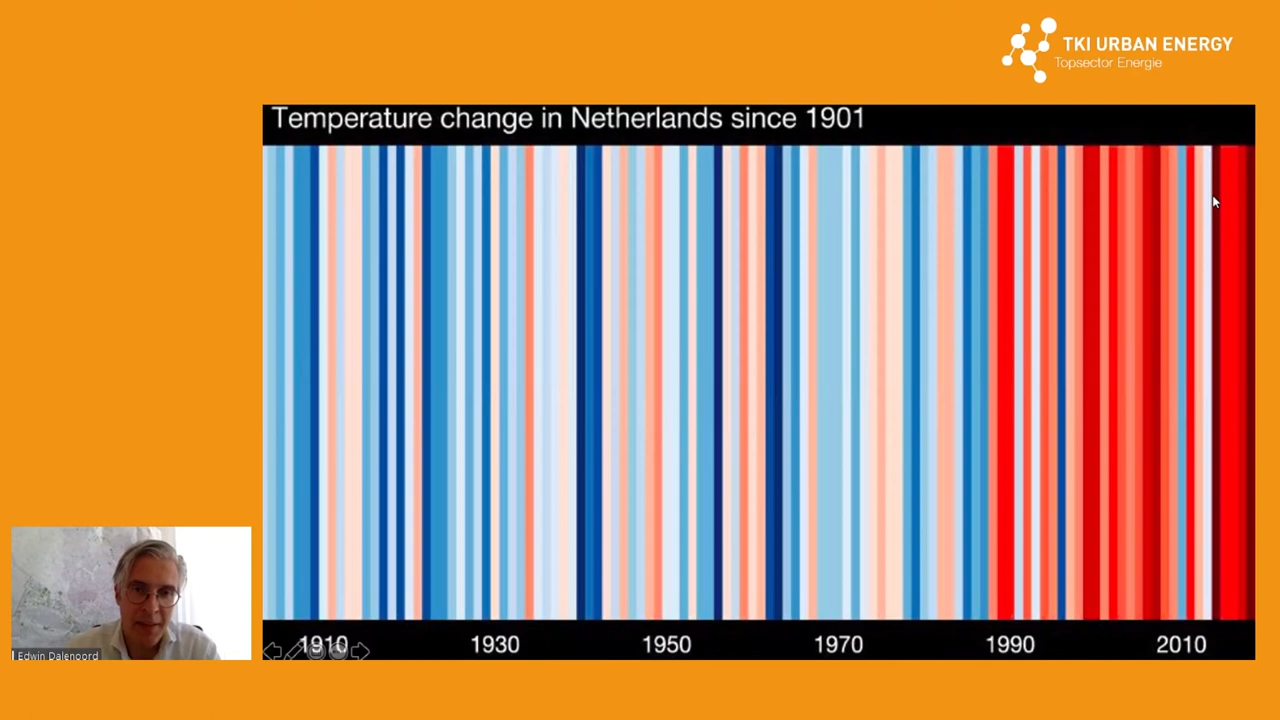 TKI URBAN ENERGY
Topsector Energie
Temperature change in Netherlands since 1901
1910 1930 1950 1970 1990 2010
Edwin Dalenoord